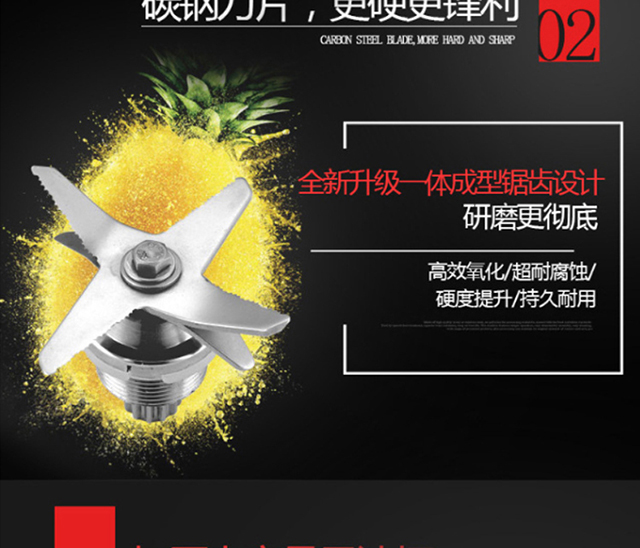 碳钢刀片，更硬更锋利
CARBON STEEL BLADE, MORE HARD AND SHARP
02
全新升级一体成型锯齿设计
研磨更彻底
高效氧化/超耐腐蚀/
硬度提升/持久耐用